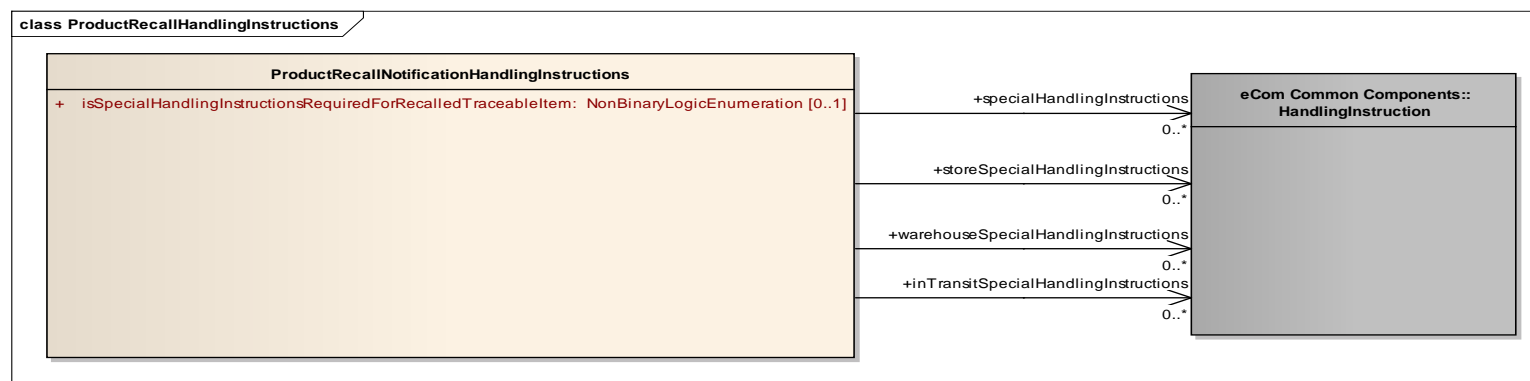 class ProductRecallHandlingInstructions
ProductRecallNotificationHandlingInstructions
+ isSpecialHandlingInstructionsRequiredForRecalledTraceableItem: NonBinaryLogicEnumeration [0..1]
+specialHandlingInstructions
0..*
+storeSpecialHandlingInstructions
0..*
+warehouseSpecialHandlingInstructions
0..*
+inTransitSpecialHandlingInstructions
0..*
eCom Common Components::
HandlingInstruction